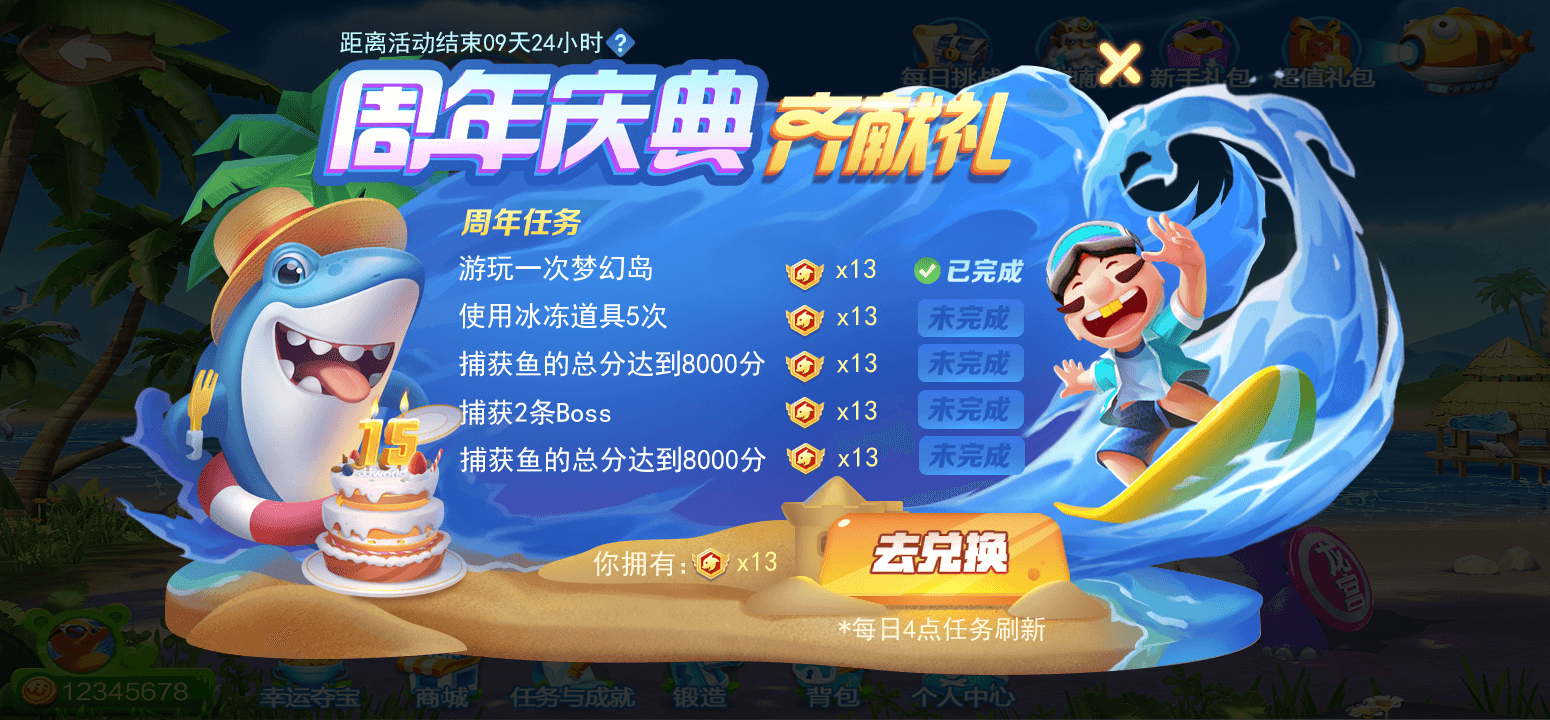 距离活动结束09天24小时?
每日挑战
新手礼包
超值礼包
周年庆典
齐献礼
周年任务
游玩一次梦幻岛 x13 已完成
使用冰冻道具5次 x13 未完成
捕获鱼的总分达到8000分 x13 未完成
捕获2条Boss x13 未完成
捕获鱼的总分达到8000分 x13 未完成
15
你拥有: x13
去兑换
*每日4点任务刷新
龙宫
12345678
幸运夺宝
商城
任务与成就
锻造
背包
个人中心